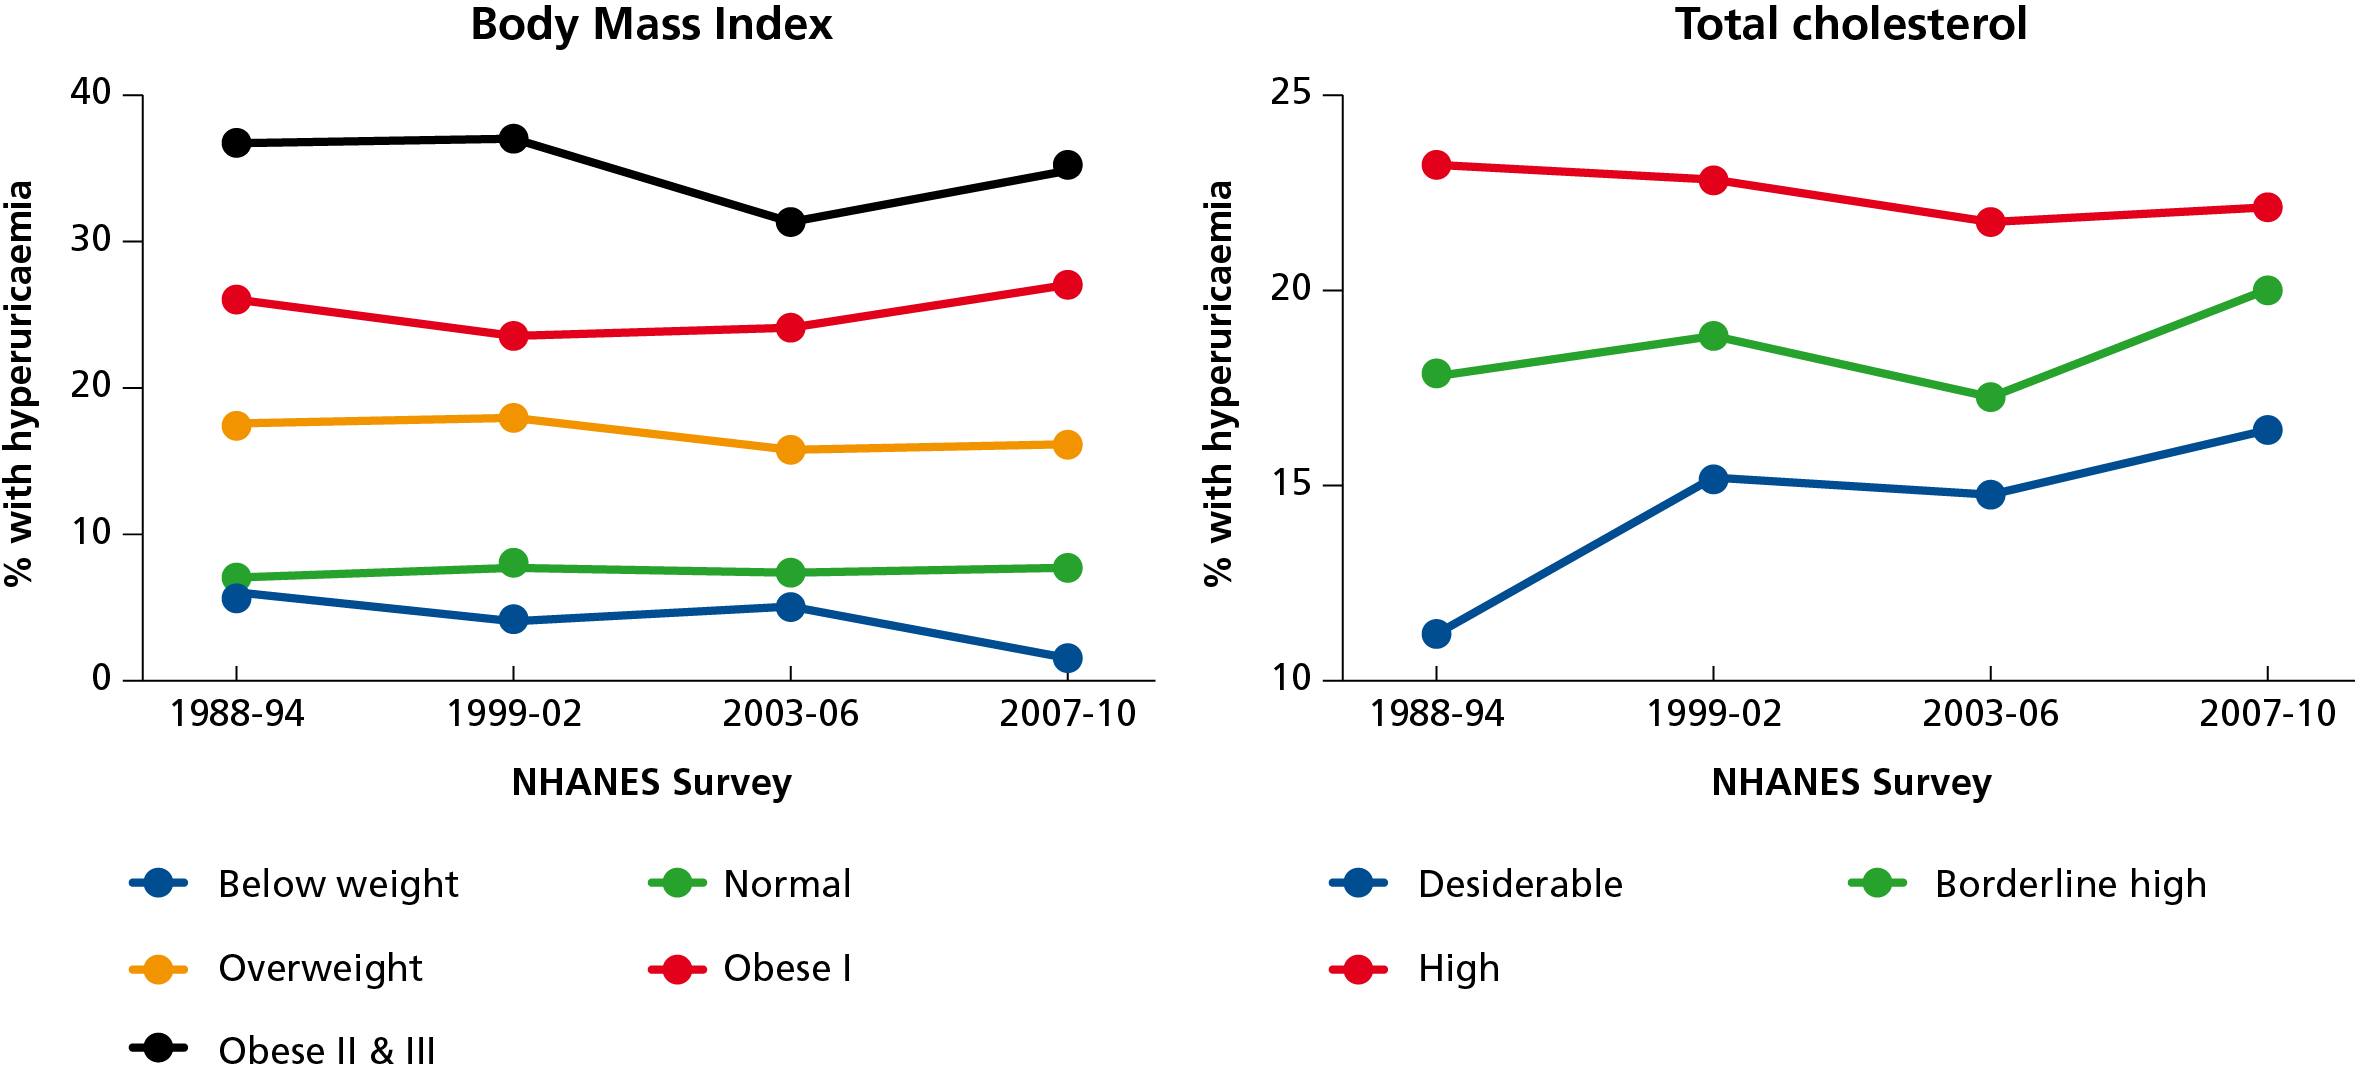 Body Mass Index
% with hyperuricaemia
40
30
20
10
0
1988-94 1999-02 2003-06 2007-10
NHANES Survey
Below weight Normal
Overweight Obese I
Obese II & III
Total cholesterol
% with hyperuricaemia
25
20
15
10
1988-94 1999-02 2003-06 2007-10
NHANES Survey
Desiderable Borderline high
High